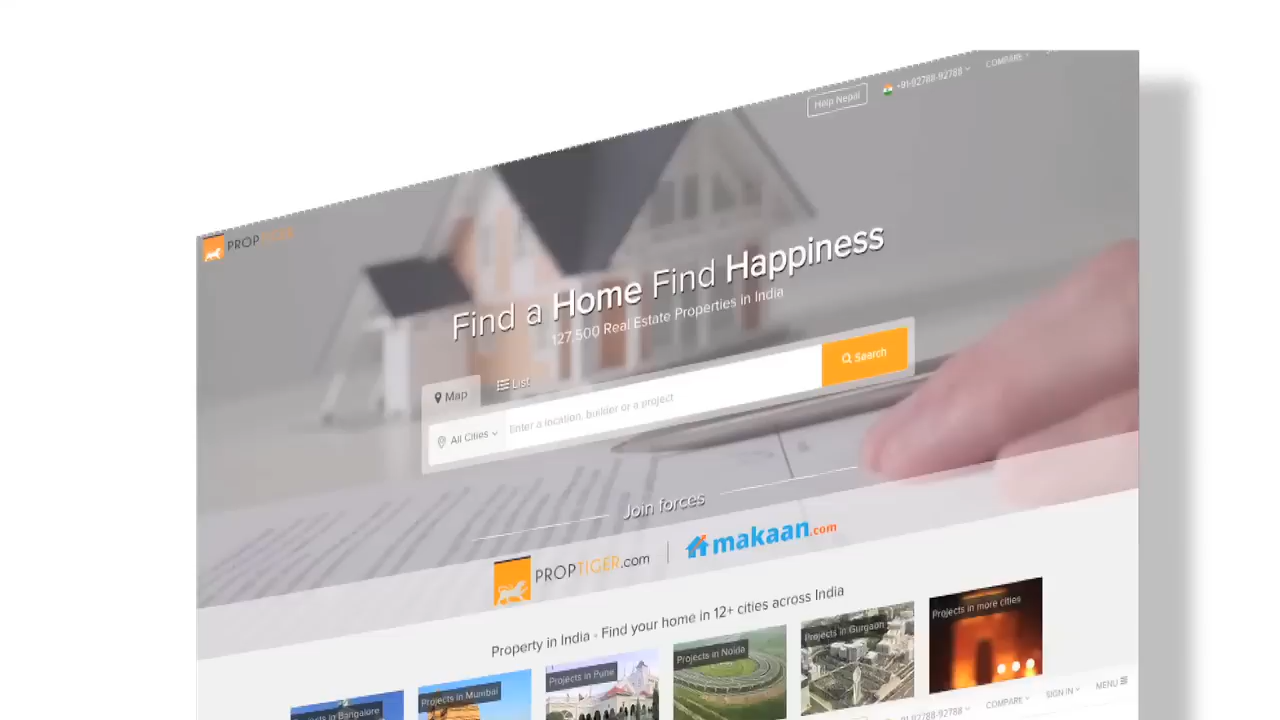 Help Nepal
+91-92788-92788
COMPARE
PROPTIGER
Find a Home Find Happiness
127,500 Real Estate Properties in India
Map
List
All Cities
Enter a location, builder or a project
Search
Join forces
PROPTIGER.com
makaan.com
Property in India - Find your home in 12+ cities across India
Projects in Bangalore
Projects in Mumbai
Projects in Pune
Projects in Noida
Projects in Gurgaon
Projects in more cities
+91-92788-92788
COMPARE
SIGN IN
MENU